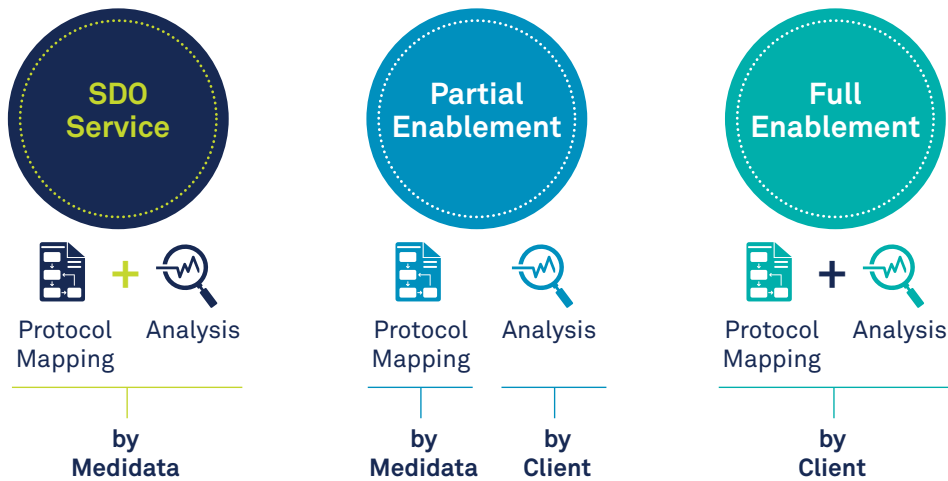 SDO
Service
Protocol
Mapping
+
Analysis
by
Medidata
Partial
Enablement
Protocol
Mapping
Analysis
by
Medidata
by
Client
Full
Enablement
Protocol
Mapping
+
Analysis
by
Client